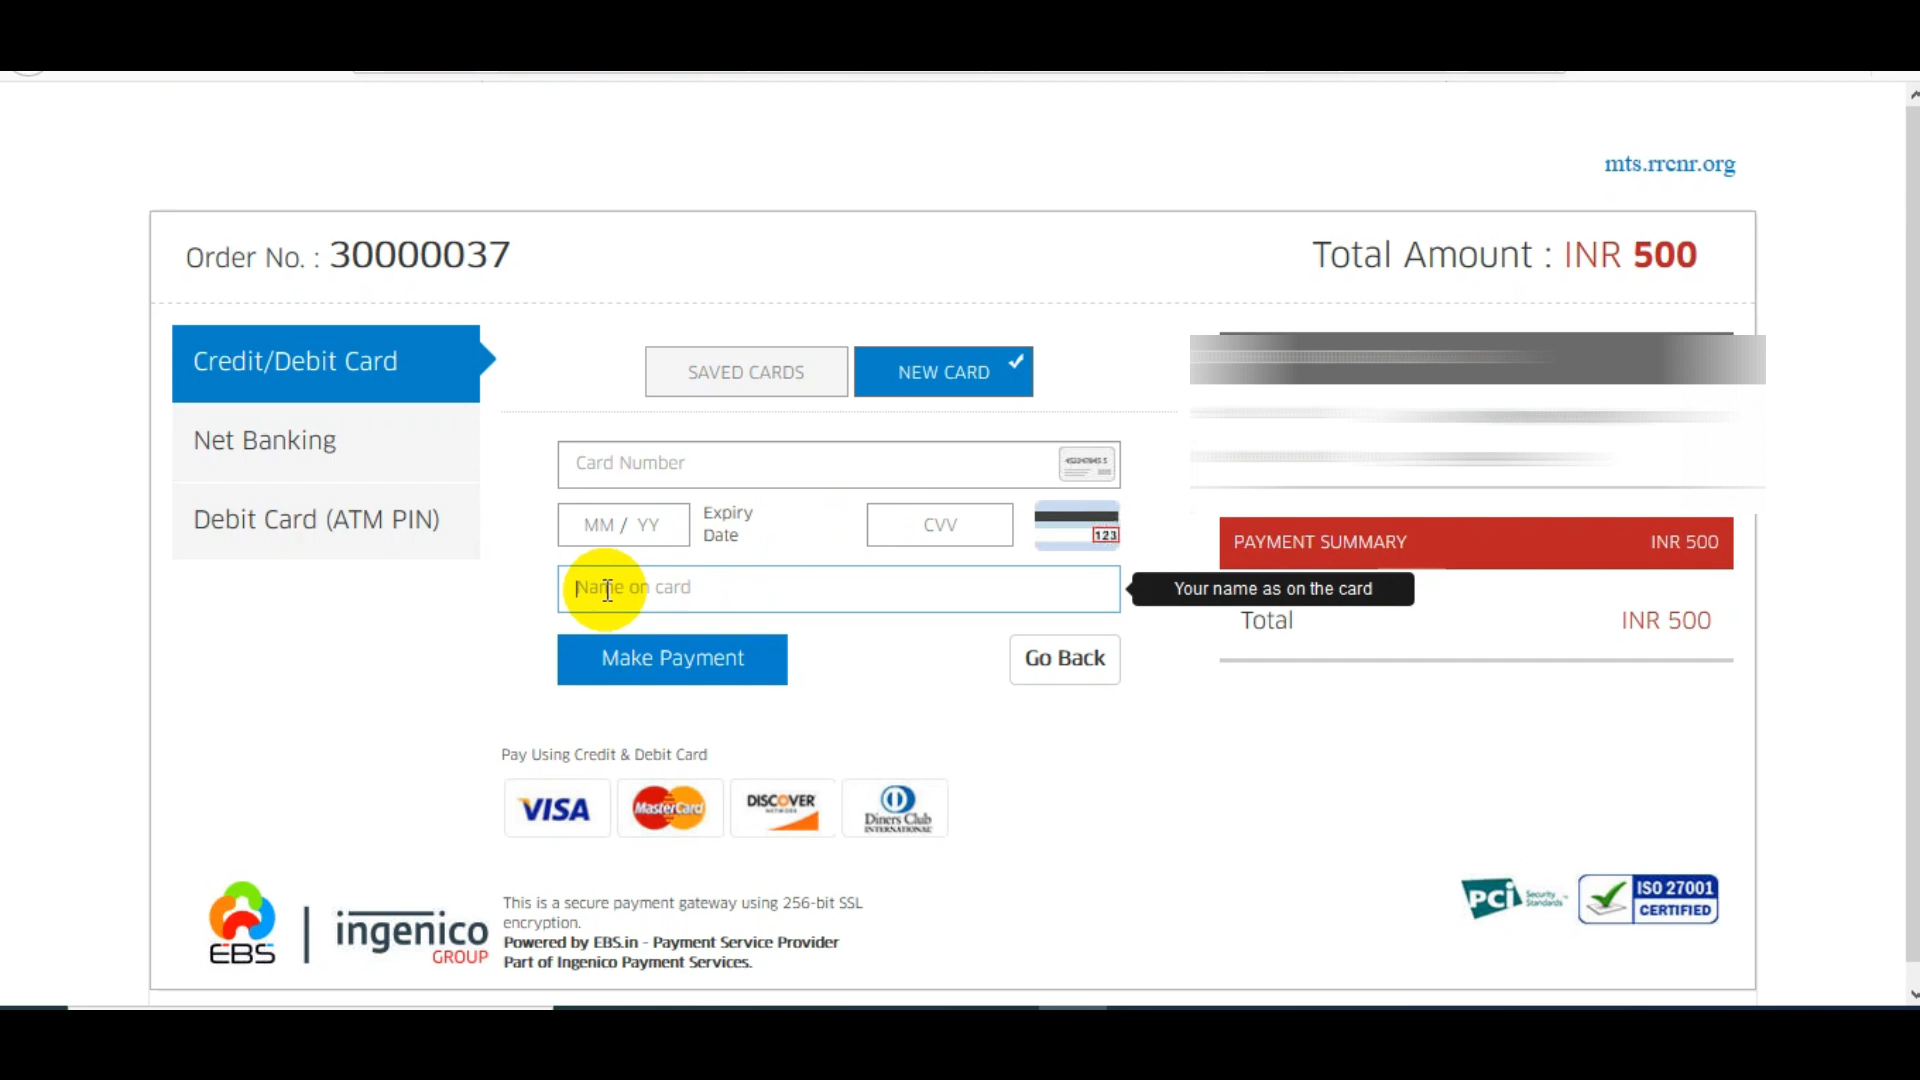 mts.rrcnr.org
Order No. : 30000037
Total Amount : INR 500
Credit/Debit Card
Net Banking
Debit Card (ATM PIN)
SAVED CARDS
NEW CARD
Card Number
MM / YY
Expiry
Date
CVV
123
Name on card
Your name as on the card
Make Payment
Go Back
PAYMENT SUMMARY INR 500
Total INR 500
Pay Using Credit & Debit Card
VISA
MasterCard
DISCOVER
NETWORK
Diners Club
INTERNATIONAL
EBS
ingenico
GROUP
This is a secure payment gateway using 256-bit SSL
encryption.
Powered by EBS.in - Payment Service Provider
Part of Ingenico Payment Services.
PCI Security
Standards
ISO 27001
CERTIFIED